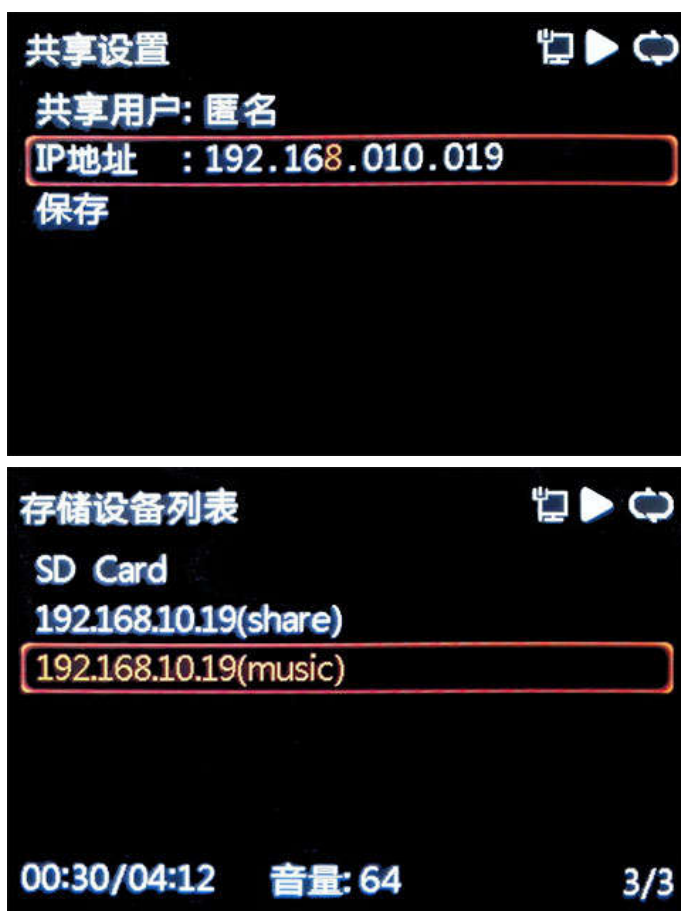 共享设置
共享用户: 匿名
IP地址 : 192.168.010.019
保存
存储设备列表
SD Card
192.168.10.19(share)
192.168.10.19(music)
00:30/04:12 音量: 64 3/3